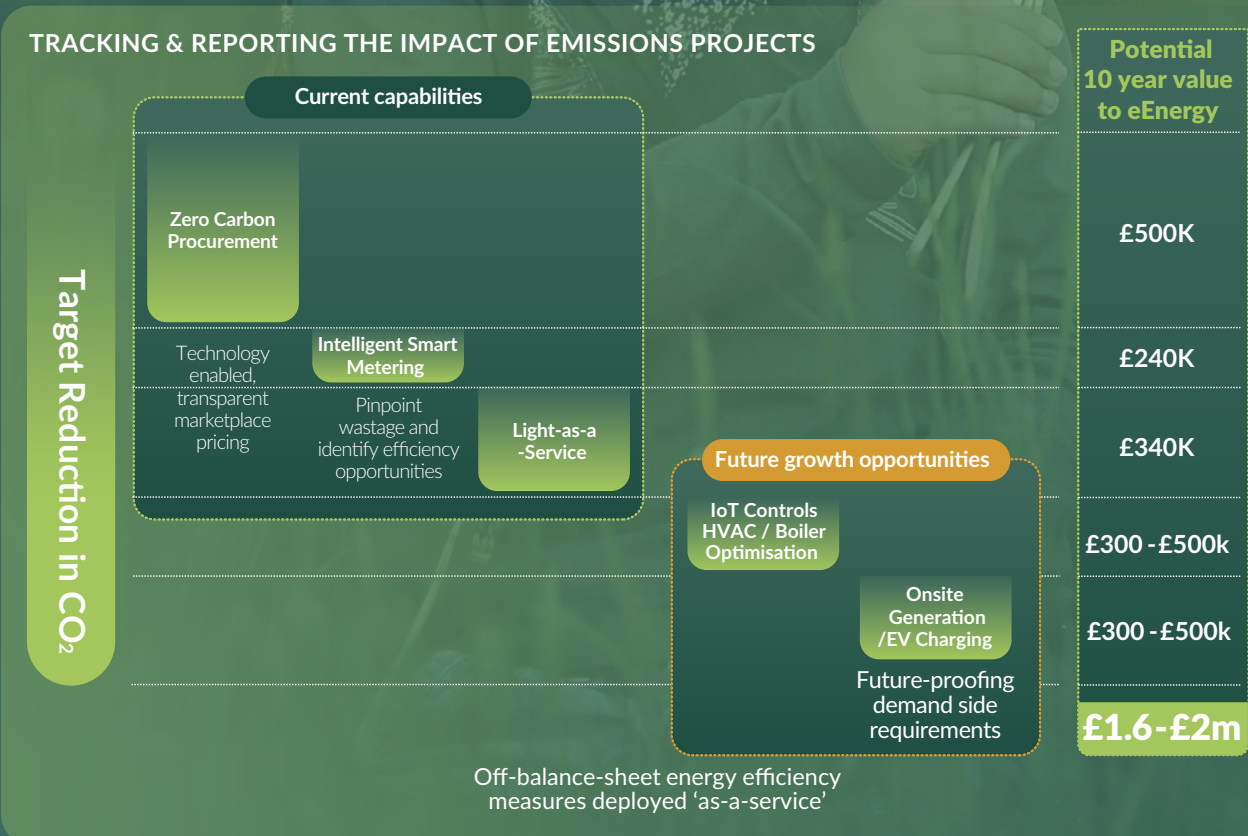 TRACKING & REPORTING THE IMPACT OF EMISSIONS PROJECTS
Potential
10 year value
to eEnergy
Current capabilities
Target Reduction in CO₂
Zero Carbon
Procurement
£500K
Technology
enabled,
transparent
marketplace
pricing
Intelligent Smart
Metering
£240K
Pinpoint
wastage and
identify efficiency
opportunities
Light-as-a
-Service
£340K
Future growth opportunities
IoT Controls
HVAC / Boiler
Optimisation
£300 - £500k
Onsite
Generation
/EV Charging
£300 - £500k
Future-proofing
demand side
requirements
£1.6 - £2m
Off-balance-sheet energy efficiency
measures deployed ‘as-a-service’